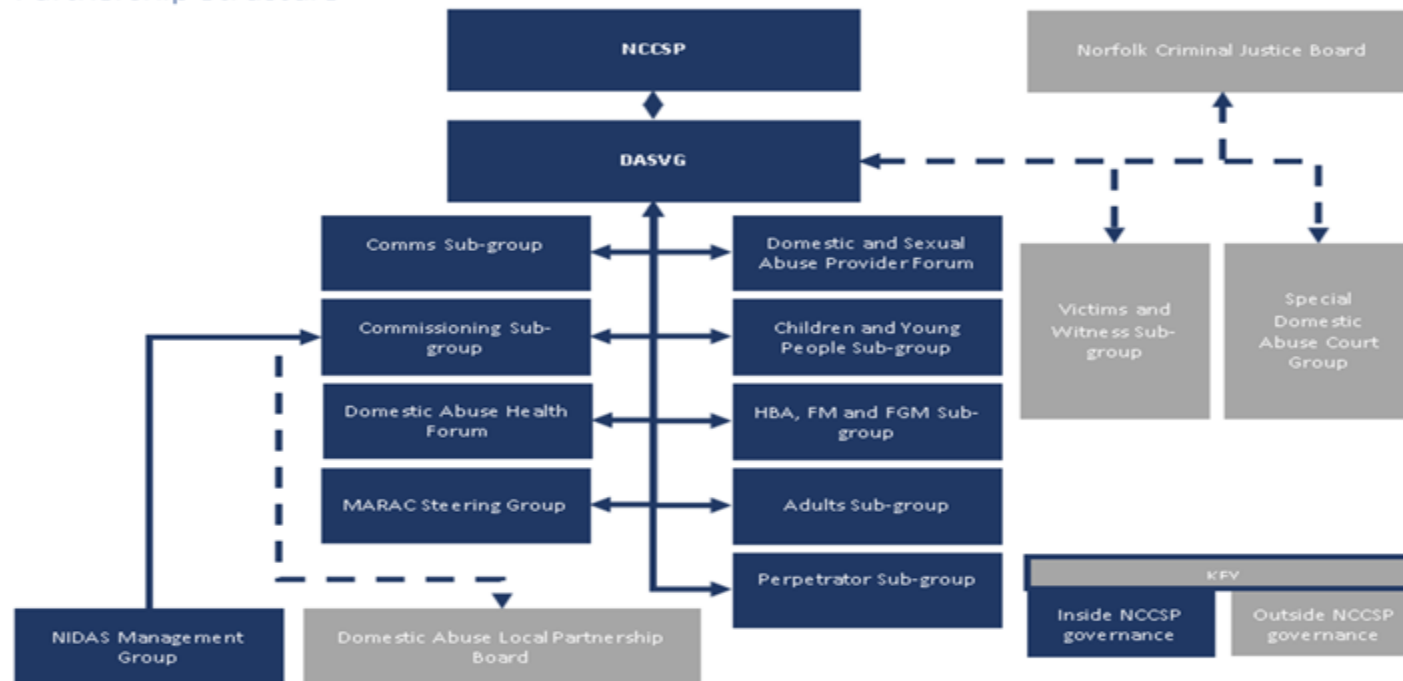 NCCSP
Norfolk Criminal Justice Board
DASVG
Comms Sub-group
Domestic and Sexual
Abuse Provider Forum
Commissioning Sub-
group
Children and Young
People Sub-group
Victims and
Witness Sub-
group
Special
Domestic
Abuse Court
Group
Domestic Abuse Health
Forum
HBA, FM and FGM Sub-
group
MARAC Steering Group
Adults Sub-group
Perpetrator Sub-group
KEY
Inside NCCSP
governance
Outside NCCSP
governance
NIDAS Management
Group
Domestic Abuse Local Partnership
Board